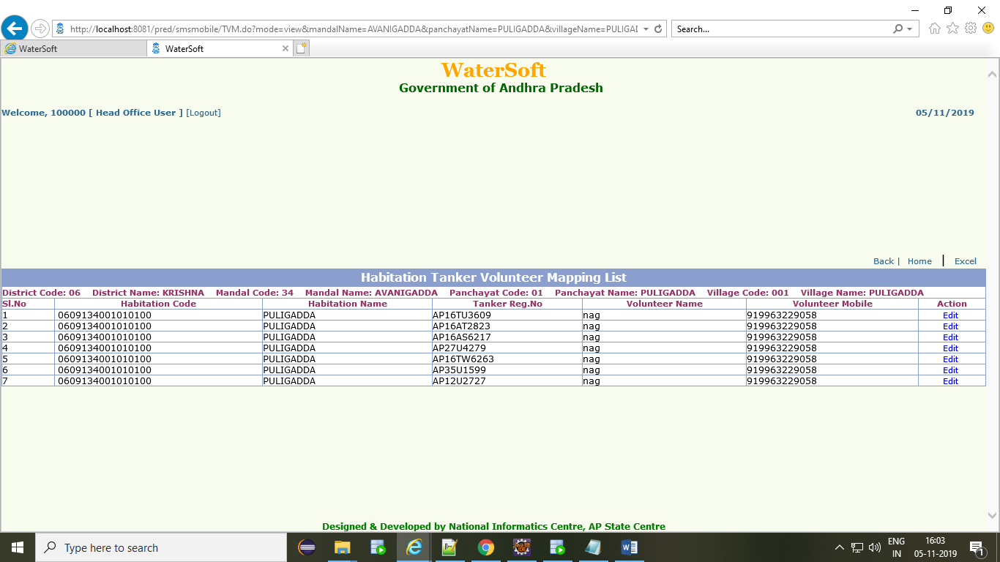 http://localhost:8081/pred/smsmobile/TVM.do?mode=view&mandalName=AVANIGADDA&panchayatName=PULIGADDA&villageName=PULIGAD
Search...
WaterSoft
WaterSoft
WaterSoft
Government of Andhra Pradesh
Welcome, 100000 [ Head Office User ] [Logout] 05/11/2019
Back | Home | Excel
Habitation Tanker Volunteer Mapping List
District Code: 06 District Name: KRISHNA Mandal Code: 34 Mandal Name: AVANIGADDA Panchayat Code: 01 Panchayat Name: PULIGADDA Village Code: 001 Village Name: PULIGADDA
Sl.No Habitation Code Habitation Name Tanker Reg.No Volunteer Name Volunteer Mobile Action
1 0609134001010100 PULIGADDA AP16TU3609 nag 919963229058 Edit
2 0609134001010100 PULIGADDA AP16AT2823 nag 919963229058 Edit
3 0609134001010100 PULIGADDA AP16AS6217 nag 919963229058 Edit
4 0609134001010100 PULIGADDA AP27U4279 nag 919963229058 Edit
5 0609134001010100 PULIGADDA AP16TW6263 nag 919963229058 Edit
6 0609134001010100 PULIGADDA AP35U1599 nag 919963229058 Edit
7 0609134001010100 PULIGADDA AP12U2727 nag 919963229058 Edit
Designed & Developed by National Informatics Centre, AP State Centre
Type here to search
ENG
IN
16:03
05-11-2019
1